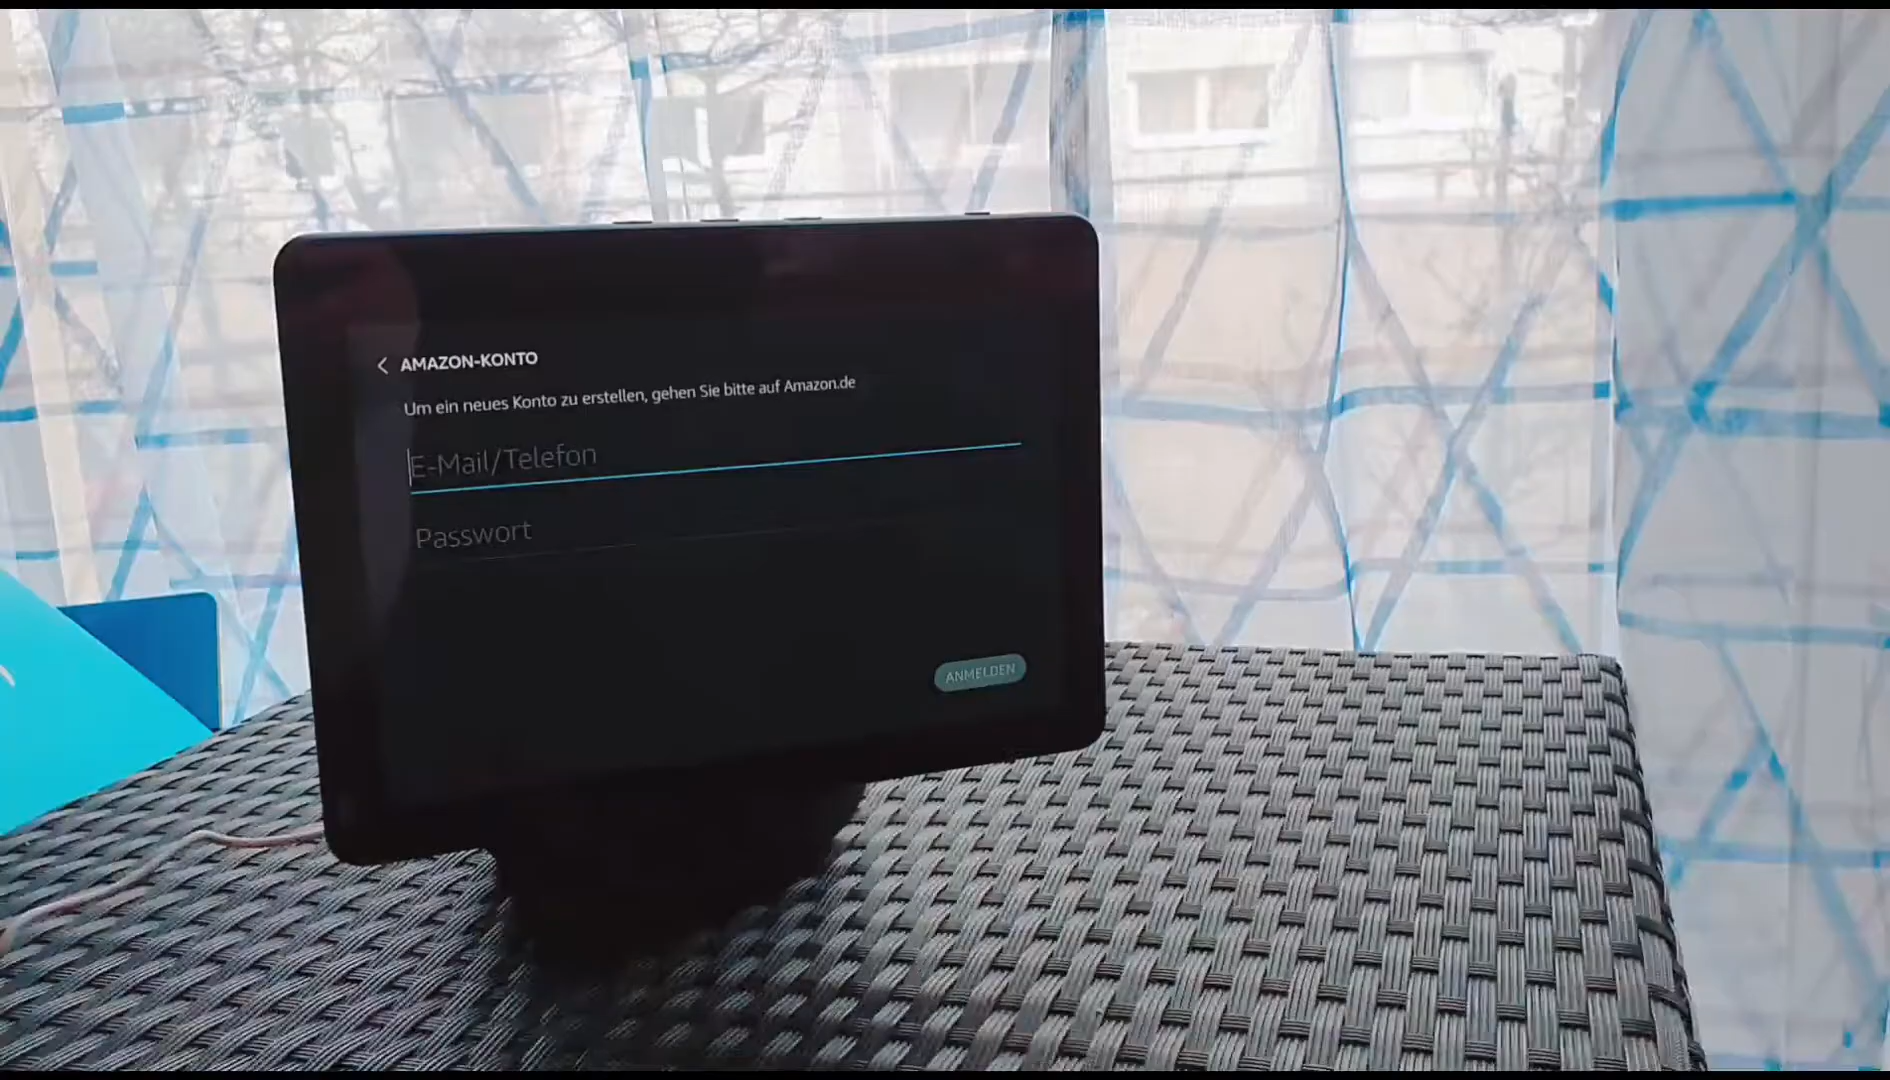 AMAZON-KONTO
Um ein neues Konto zu erstellen, gehen Sie bitte auf Amazon.de
E-Mail/Telefon
Passwort
ANMELDEN